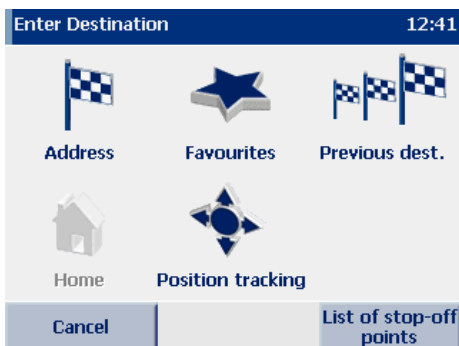 Enter Destination 12:41
Address Favourites Previous dest.
Home Position tracking
Cancel List of stop-off
points